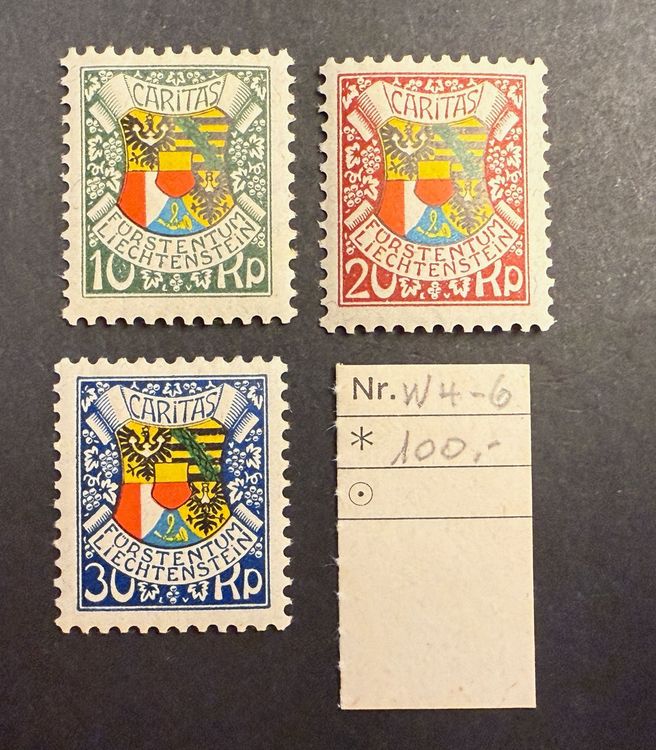 CARITAS
FÜRSTENTUM
LIECHTENSTEIN
10 Rp
CARITAS
FÜRSTENTUM
LIECHTENSTEIN
20 Rp
CARITAS
FÜRSTENTUM
LIECHTENSTEIN
30 Rp
Nr. W4-6
* 100,-